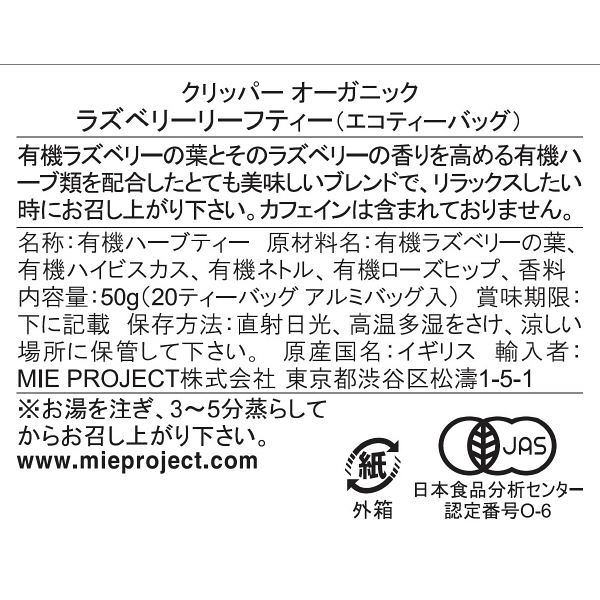 クリッパー オーガニック
ラズベリーリーフティー（エコティーバッグ）
有機ラズベリーの葉とそのラズベリーの香りを高める有機ハ
ーブ類を配合したとても美味しいブレンドで、リラックスしたい
時にお召し上がり下さい。カフェインは含まれておりません。
名称：有機ハーブティー 原材料名：有機ラズベリーの葉、
有機ハイビスカス、有機ネトル、有機ローズヒップ、香料
内容量：50g（20ティーバッグ アルミバッグ入） 賞味期限：
下に記載 保存方法：直射日光、高温多湿をさけ、涼しい
場所に保管して下さい。 原産国名：イギリス 輸入者：
MIE PROJECT株式会社 東京都渋谷区松濤1-5-1
※お湯を注ぎ、3～5分蒸らして
からお召し上がり下さい。
www.mieproject.com
紙
外箱
JAS
日本食品分析センター
認定番号O-6